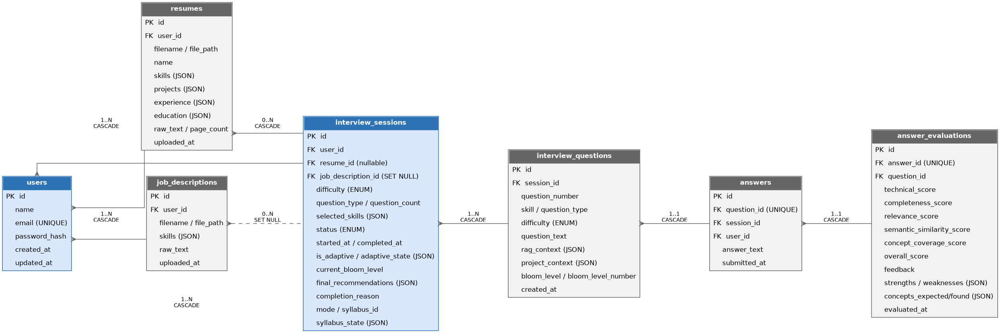 resumes
PK id
FK user_id
filename / file_path
name
skills (JSON)
projects (JSON)
experience (JSON)
education (JSON)
raw_text / page_count
uploaded_at
1..N
CASCADE
0..N
CASCADE
users
PK id
name
email (UNIQUE)
password_hash
created_at
updated_at
1..N
CASCADE
job_descriptions
PK id
FK user_id
filename / file_path
skills (JSON)
raw_text
uploaded_at
0..N
SET NULL
1..N
CASCADE
interview_sessions
PK id
FK user_id
FK resume_id (nullable)
FK job_description_id (SET NULL)
difficulty (ENUM)
question_type / question_count
selected_skills (JSON)
status (ENUM)
started_at / completed_at
is_adaptive / adaptive_state (JSON)
current_bloom_level
final_recommendations (JSON)
completion_reason
mode / syllabus_id
syllabus_state (JSON)
1..N
CASCADE
interview_questions
PK id
FK session_id
question_number
skill / question_type
difficulty (ENUM)
question_text
rag_context (JSON)
project_context (JSON)
bloom_level / bloom_level_number
created_at
1..1
CASCADE
answers
PK id
FK question_id (UNIQUE)
FK session_id
FK user_id
answer_text
submitted_at
1..1
CASCADE
answer_evaluations
PK id
FK answer_id (UNIQUE)
FK question_id
technical_score
completeness_score
relevance_score
semantic_similarity_score
concept_coverage_score
overall_score
feedback
strengths / weaknesses (JSON)
concepts_expected/found (JSON)
evaluated_at